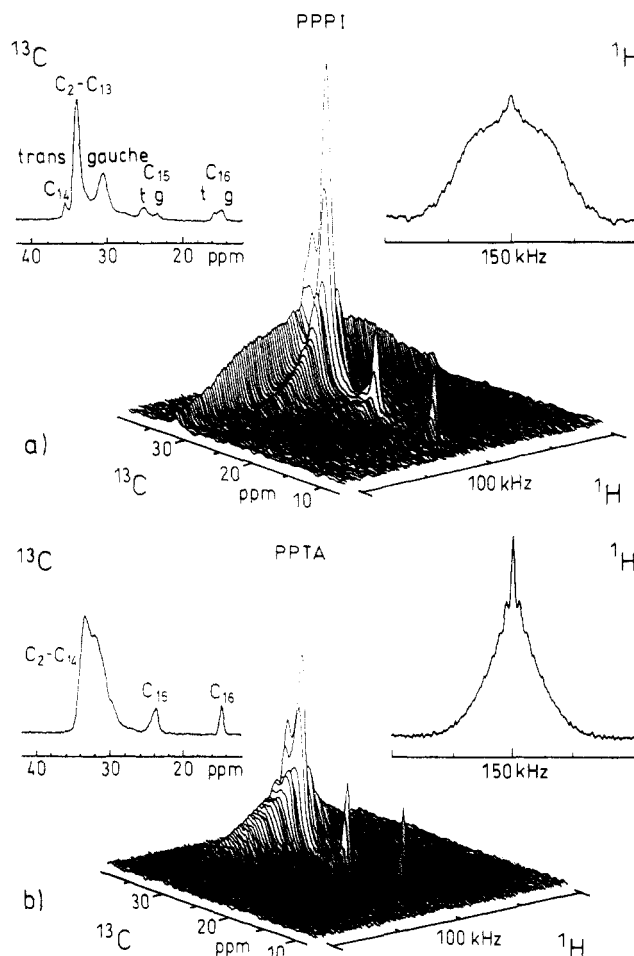 PPPI
¹³C
¹H
C₂-C₁₃
trans gauche
C₁₄
C₁₅
t g
C₁₆
t g
40 30 20 ppm
150 kHz
a)
30
20
ppm
10
¹³C
100 kHz
¹H
PPTA
¹³C
¹H
C₂-C₁₄
C₁₅
C₁₆
40 30 20 ppm
150 kHz
b)
30
20
ppm
10
¹³C
100 kHz
¹H